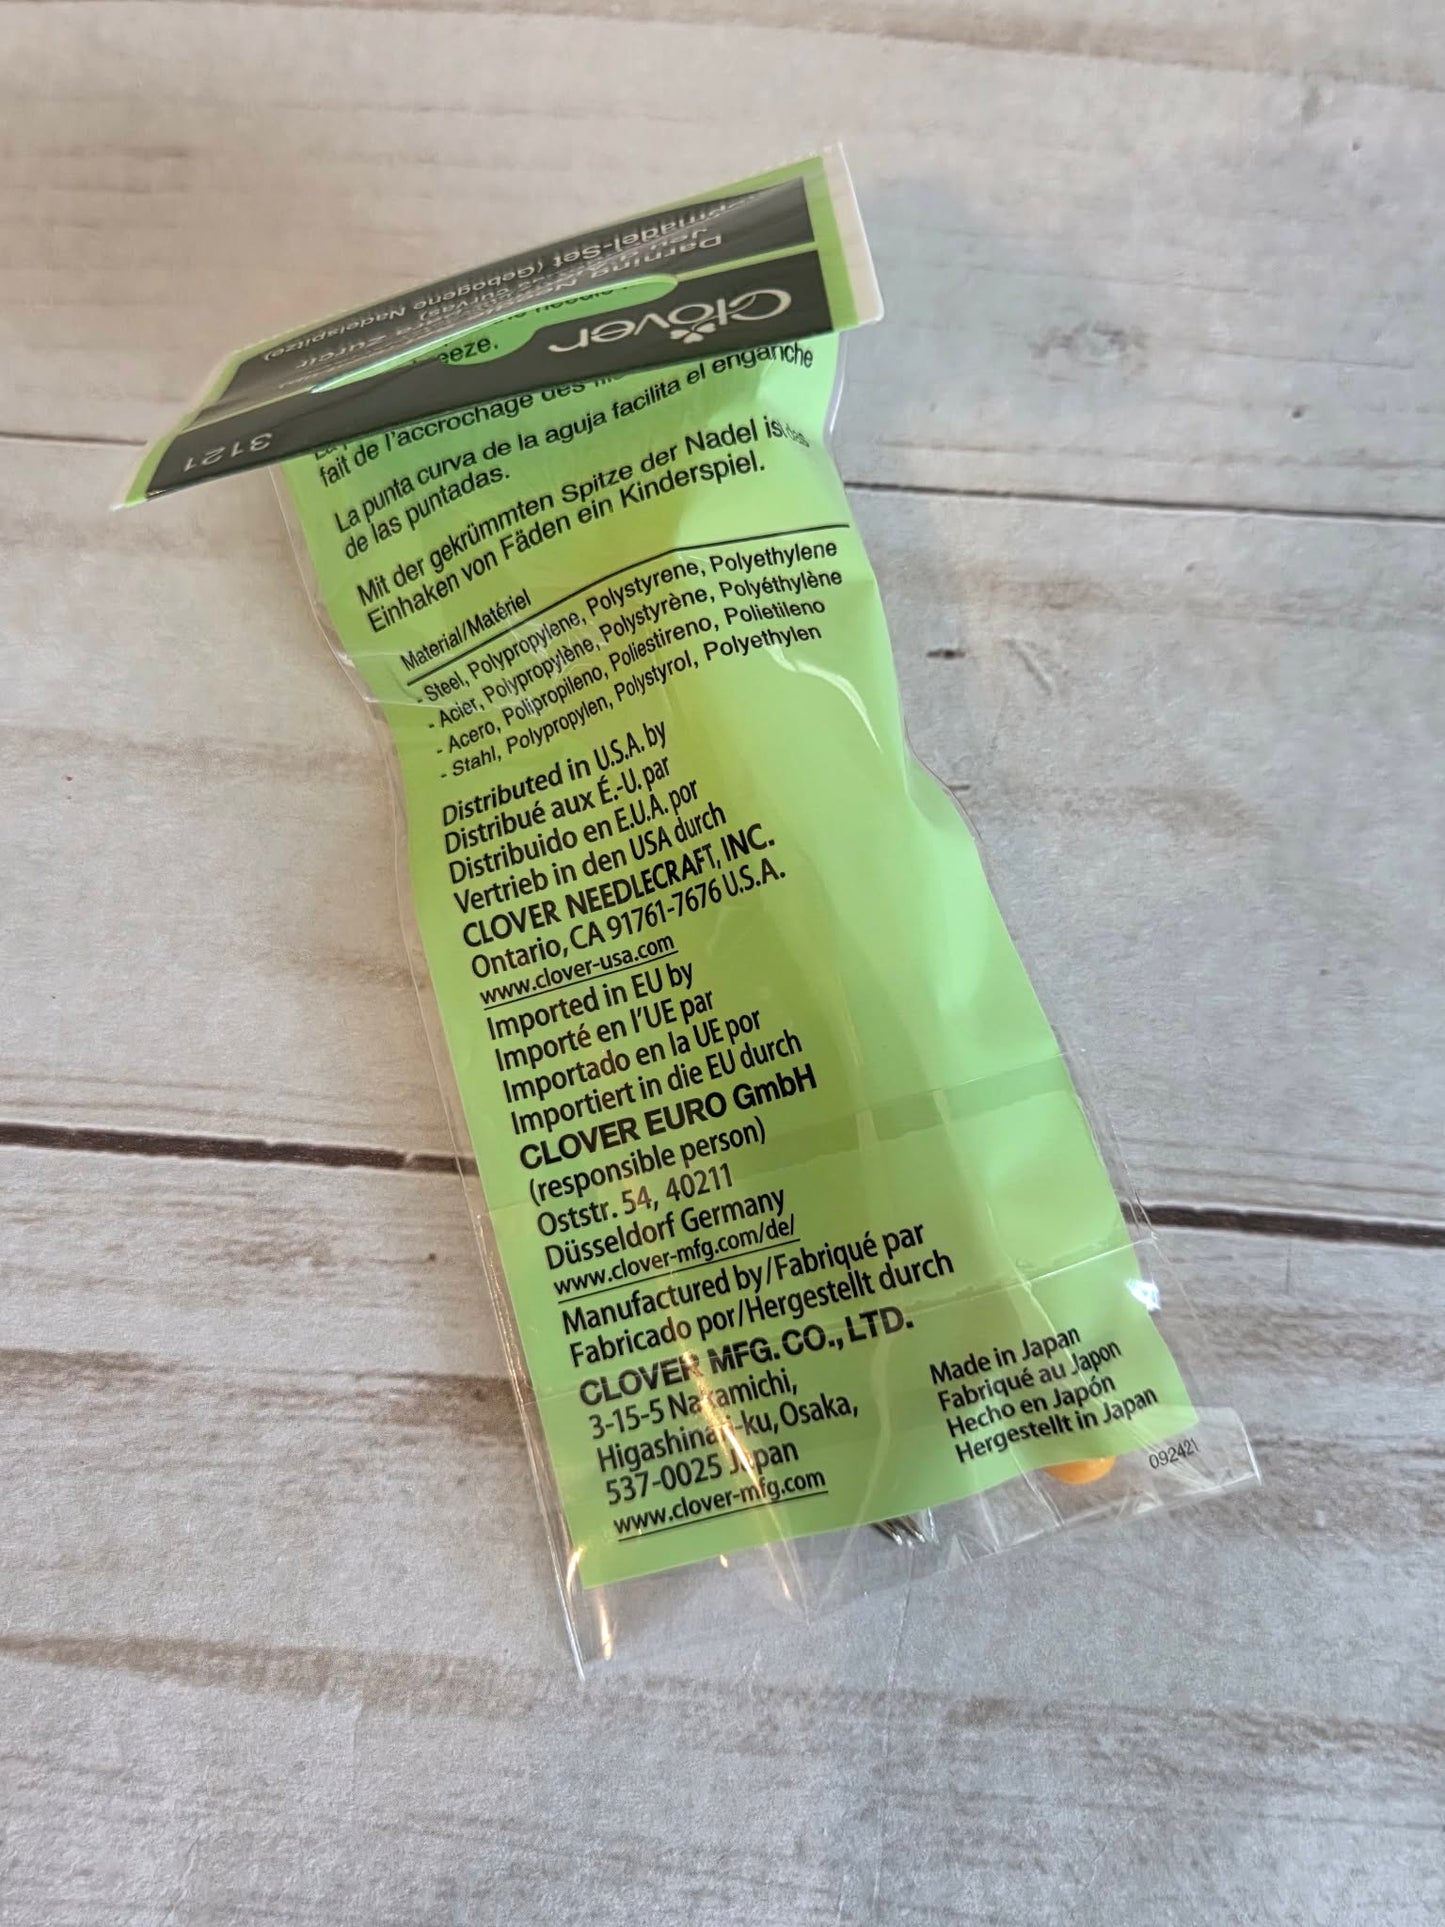 Clover
3121
Darning
Nadelspitze)
eeze.
fait de l'accrochage des
La punta curva de la aguja facilita el enganche
de las puntadas.
Mit der gekrümmten Spitze der Nadel ist das
Einhaken von Fäden ein Kinderspiel.
Material/Matériel
- Steel, Polypropylene, Polystyrene, Polyethylene
- Acier, Polypropylène, Polystyrène, Polyéthylène
- Acero, Polipropileno, Poliestireno, Polietileno
- Stahl, Polypropylen, Polystyrol, Polyethylen
Distributed in U.S.A. by
Distribué aux É.-U. par
Distribuido en E.U.A. por
Vertrieb in den USA durch
CLOVER NEEDLECRAFT, INC.
Ontario, CA 91761-7676 U.S.A.
www.clover-usa.com
Imported in EU by
Importé en l'UE par
Importado en la UE por
Importiert in die EU durch
CLOVER EURO GmbH
(responsible person)
Oststr. 54, 40211
Düsseldorf Germany
www.clover-mfg.com/de/
Manufactured by/Fabriqué par
Fabricado por/Hergestellt durch
CLOVER MFG. CO., LTD.
3-15-5 Nakamichi,
Higashinari-ku, Osaka,
537-0025 Japan
www.clover-mfg.com
Made in Japan
Fabriqué au Japon
Hecho en Japón
Hergestellt in Japan
092421